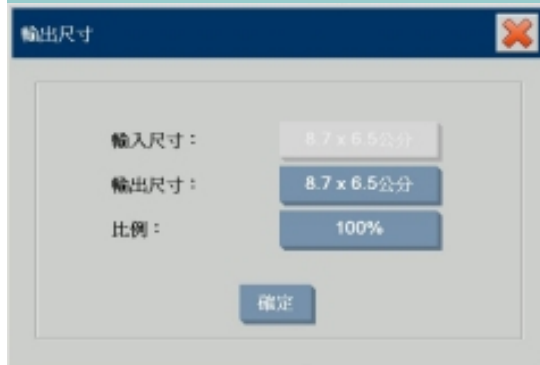 輸出尺寸
輸入尺寸： 8.7 x 6.5公分
輸出尺寸： 8.7 x 6.5公分
比例： 100%
確定